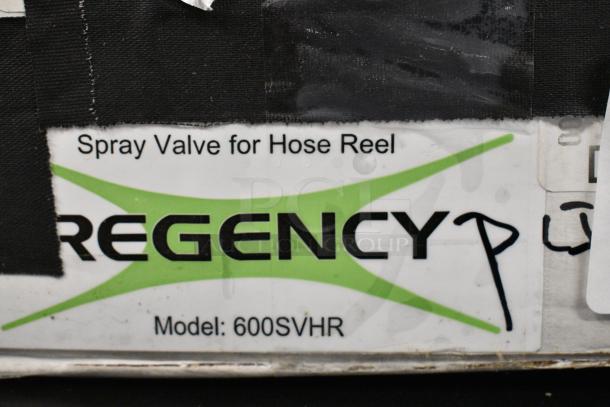 Spray Valve for Hose Reel
REGENCY P
Model: 600SVHR